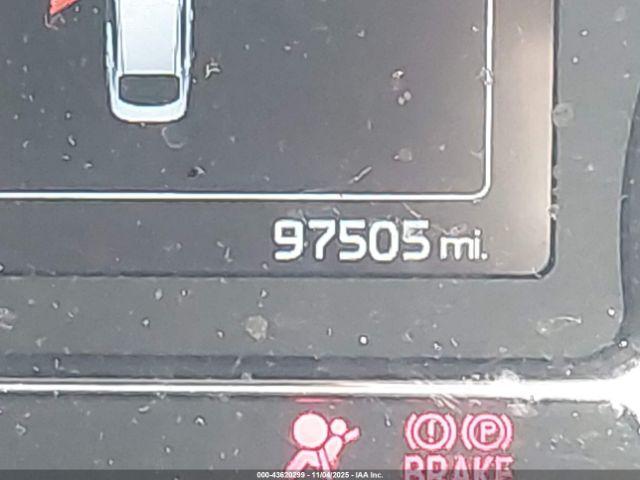 97505 mi.
(!) (P)
BRAKE
000-43620299 - 11/04/2025 - IAA Inc.